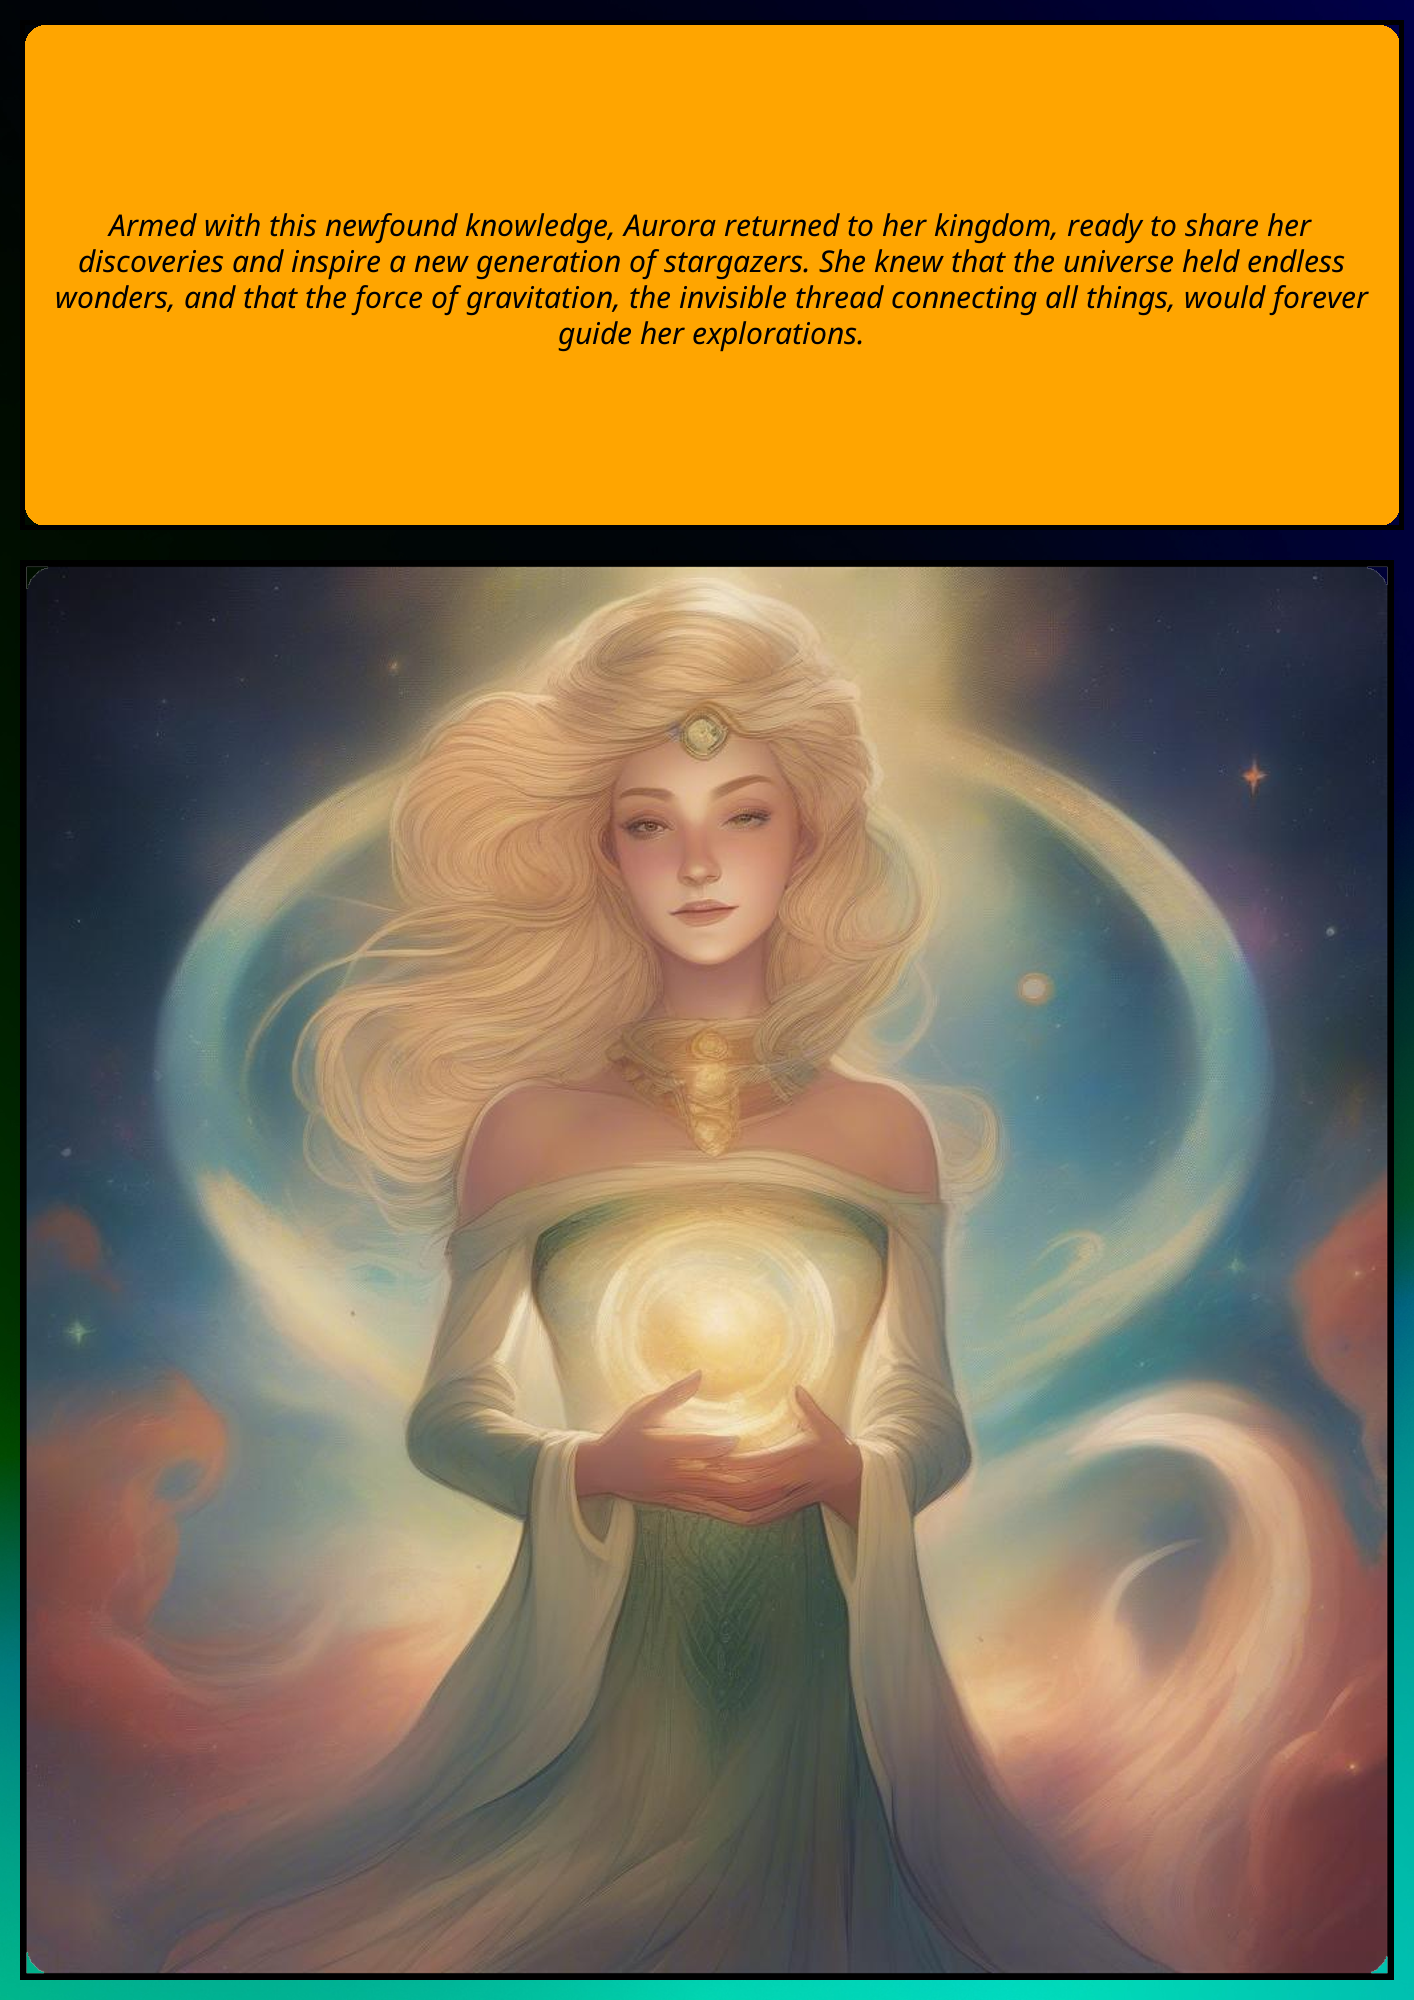 Armed with this newfound knowledge, Aurora returned to her kingdom, ready to share her
discoveries and inspire a new generation of stargazers. She knew that the universe held endless
wonders, and that the force of gravitation, the invisible thread connecting all things, would forever
guide her explorations.